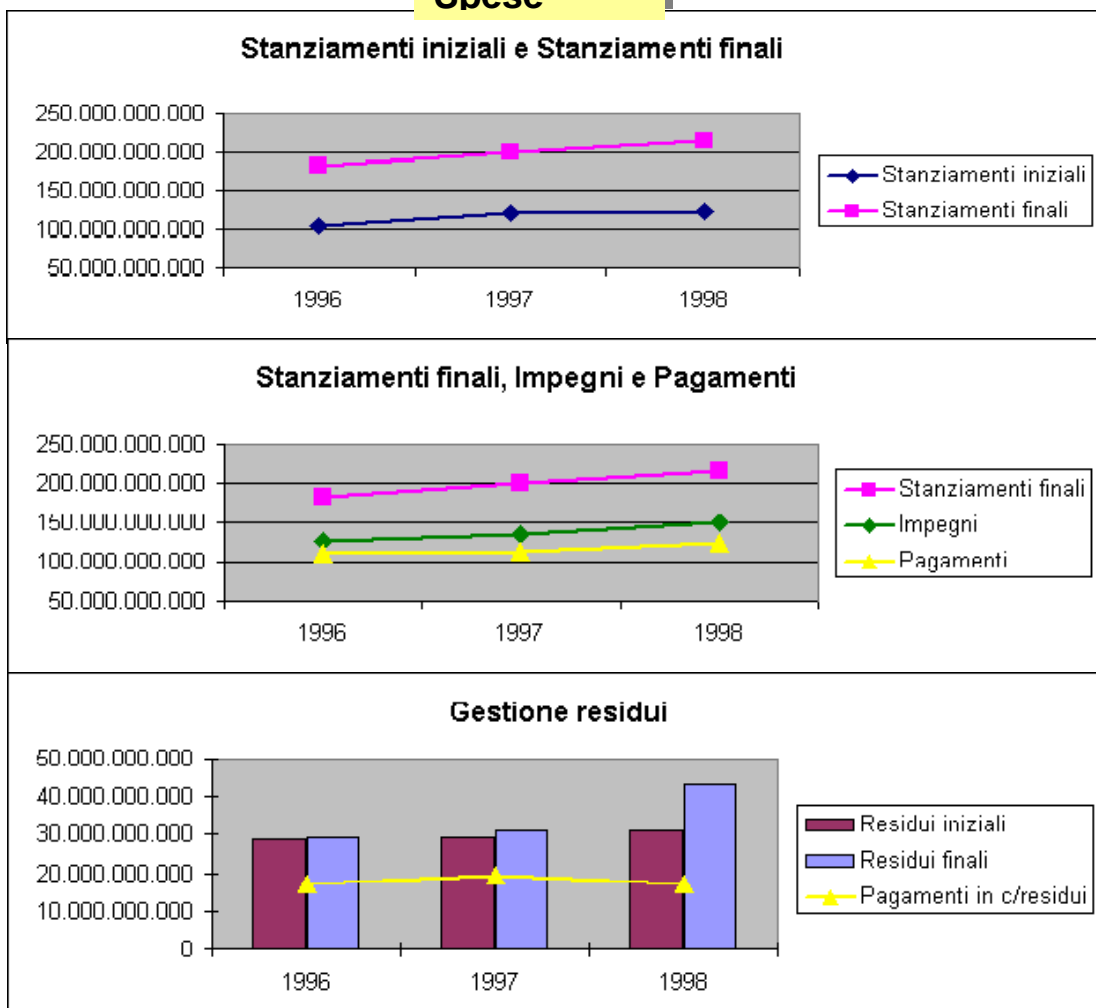 Spese
Stanziamenti iniziali e Stanziamenti finali
250.000.000.000
200.000.000.000
150.000.000.000
100.000.000.000
50.000.000.000
1996
1997
1998
Stanziamenti iniziali
Stanziamenti finali
Stanziamenti finali, Impegni e Pagamenti
250.000.000.000
200.000.000.000
150.000.000.000
100.000.000.000
50.000.000.000
1996
1997
1998
Stanziamenti finali
Impegni
Pagamenti
Gestione residui
50.000.000.000
40.000.000.000
30.000.000.000
20.000.000.000
10.000.000.000
0
1996
1997
1998
Residui iniziali
Residui finali
Pagamenti in c/residui